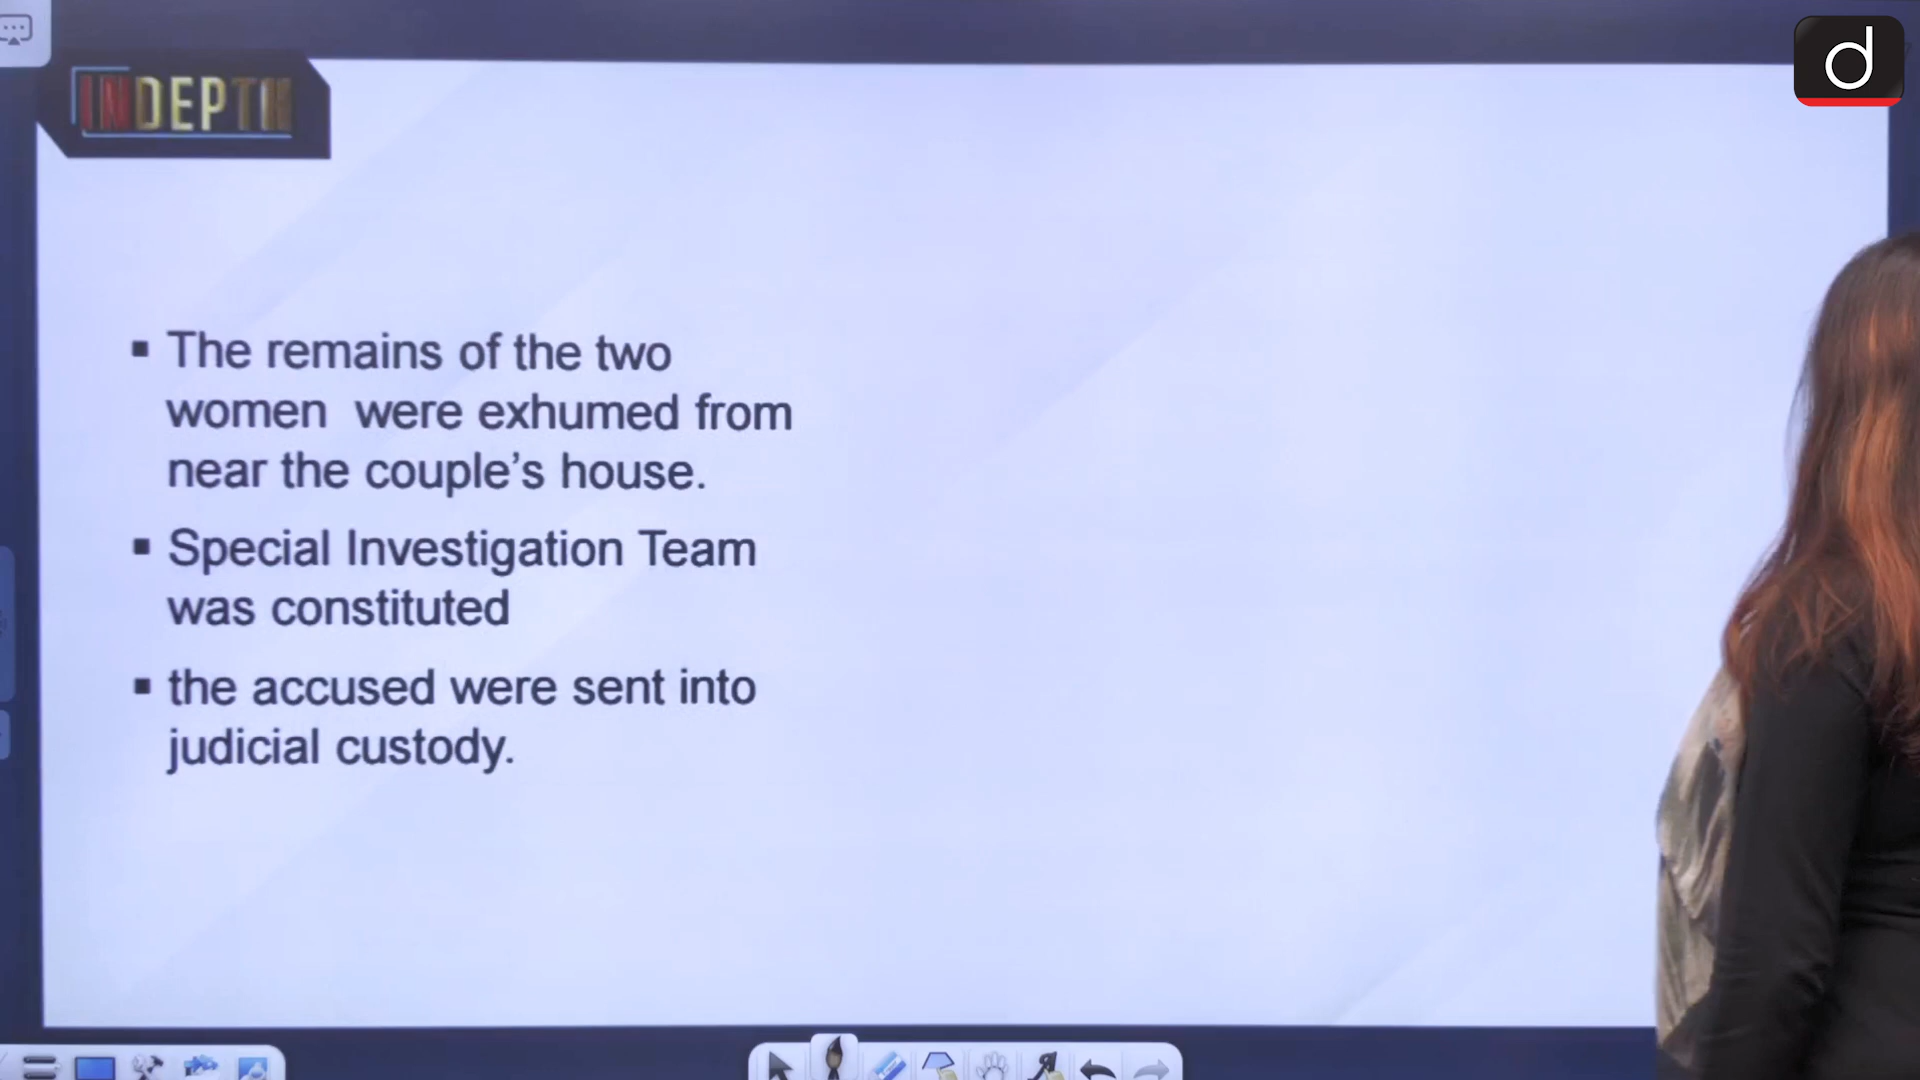 INDEPTH
d
▪ The remains of the two
women were exhumed from
near the couple’s house.
▪ Special Investigation Team
was constituted
▪ the accused were sent into
judicial custody.